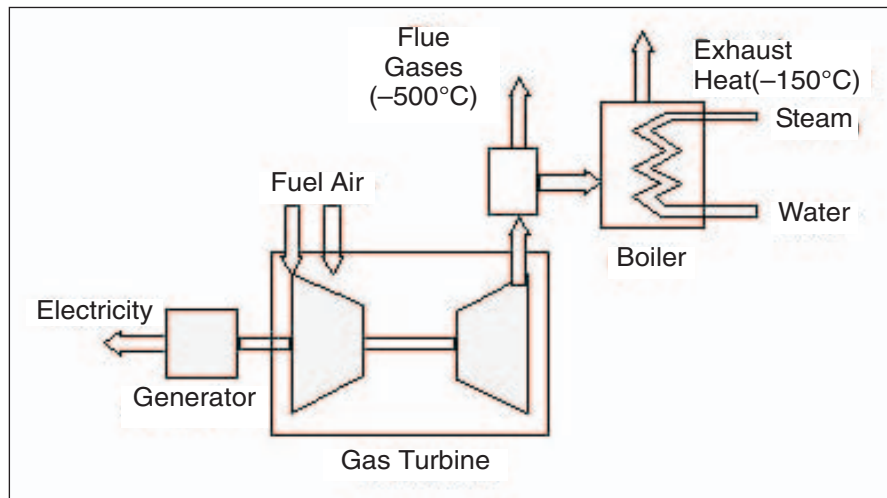 Flue
Gases
(–500°C)
Exhaust
Heat(–150°C)
Steam
Fuel Air
Water
Boiler
Electricity
Generator
Gas Turbine